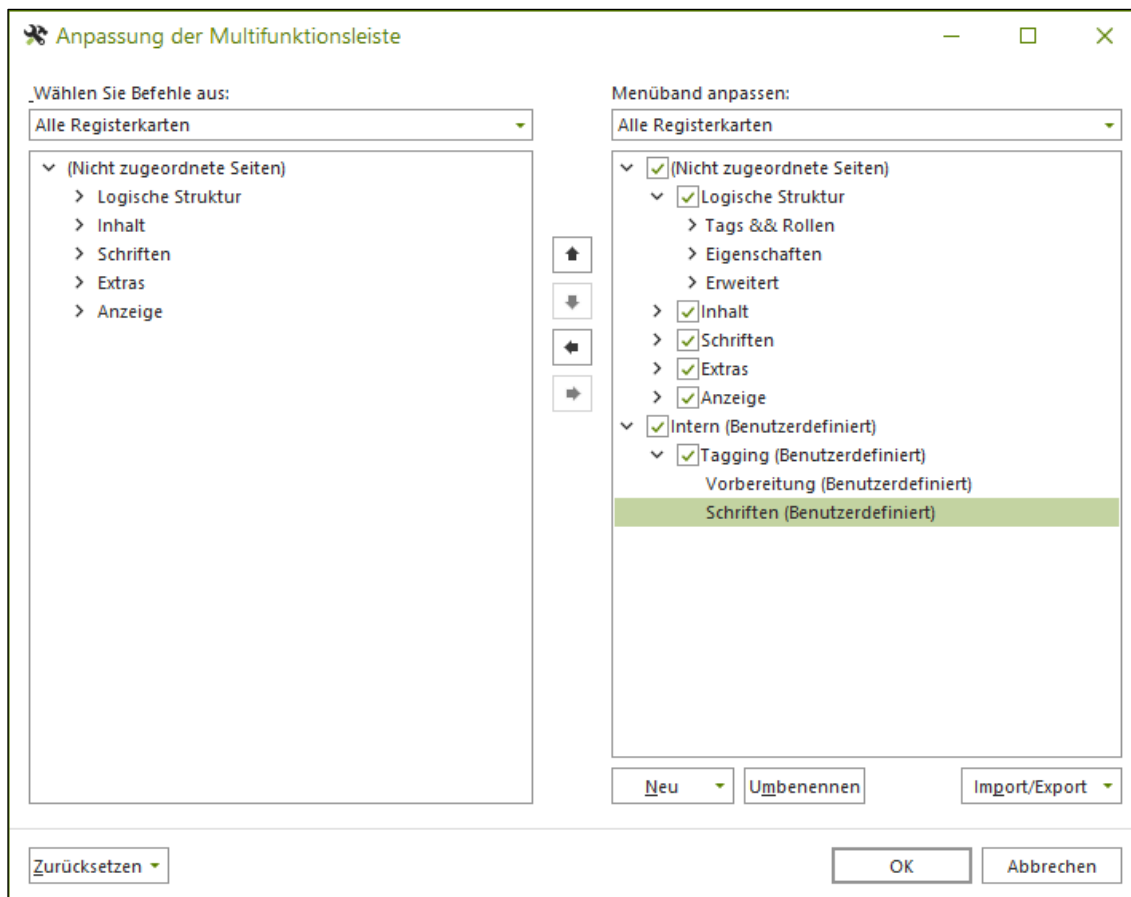 Anpassung der Multifunktionsleiste
Wählen Sie Befehle aus:
Alle Registerkarten
(Nicht zugeordnete Seiten)
Logische Struktur
Inhalt
Schriften
Extras
Anzeige
Menüband anpassen:
Alle Registerkarten
(Nicht zugeordnete Seiten)
Logische Struktur
Tags && Rollen
Eigenschaften
Erweitert
Inhalt
Schriften
Extras
Anzeige
Intern (Benutzerdefiniert)
Tagging (Benutzerdefiniert)
Vorbereitung (Benutzerdefiniert)
Schriften (Benutzerdefiniert)
Neu
Umbenennen
Import/Export
Zurücksetzen
OK
Abbrechen